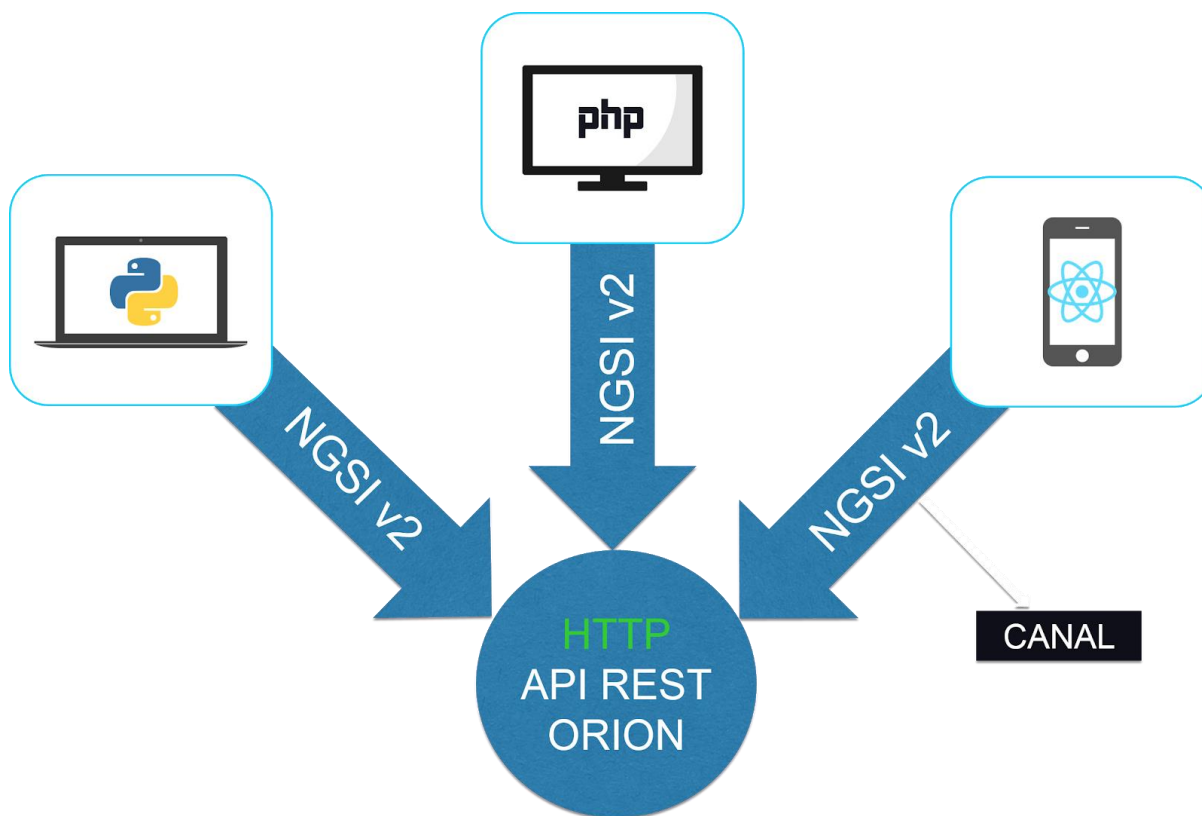 php
NGSI v2
NGSI v2
NGSI v2
HTTP
API REST
ORION
CANAL